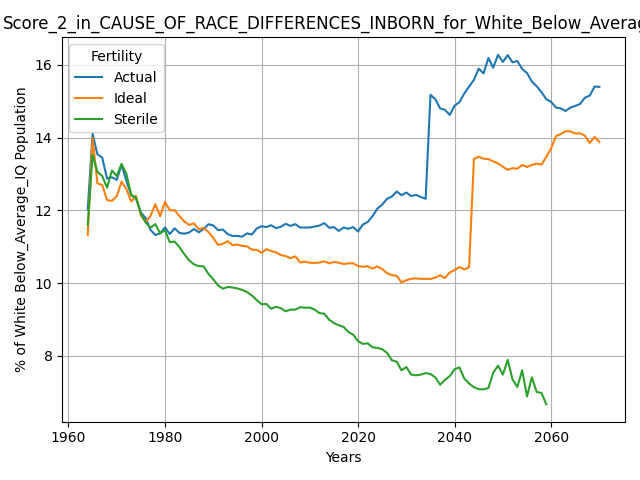 Score_2_in_CAUSE_OF_RACE_DIFFERENCES_INBORN_for_White_Below_Averag
Fertility
Actual
Ideal
Sterile
% of White Below_Average_IQ Population
16
14
12
10
8
1960
1980
2000
2020
2040
2060
Years